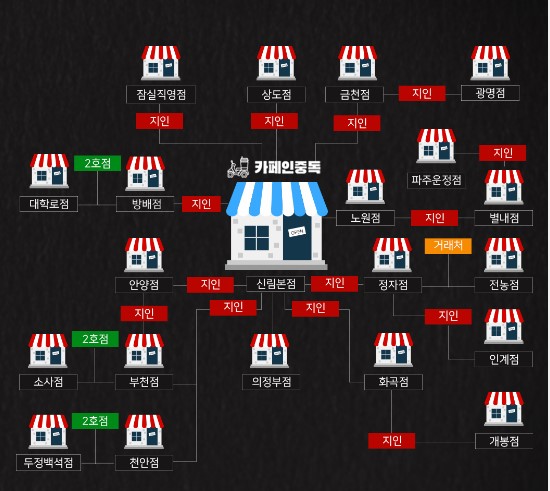 잠실직영점
상도점
금천점
지인
광명점
지인
지인
지인
카페인중독
파주운정점
지인
2호점
대학로점
방배점
지인
OPEN
노원점
지인
별내점
거래처
안양점
지인
신림본점
지인
정자점
전농점
지인
지인
지인
지인
2호점
소사점
부천점
의정부점
화곡점
인계점
2호점
두정백석점
천안점
지인
개봉점